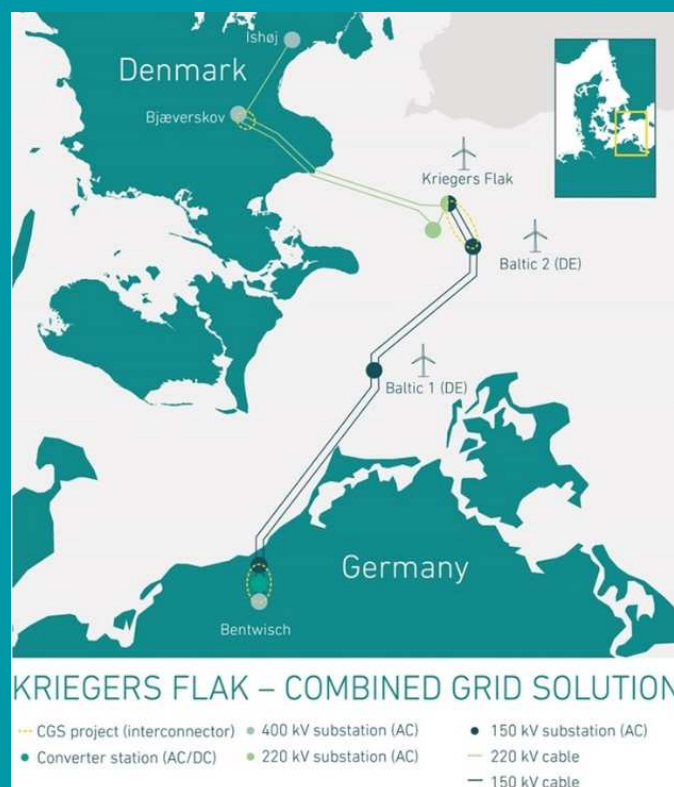 Ishøj
Denmark
Bjæverskov
Kriegers Flak
Baltic 2 (DE)
Baltic 1 (DE)
Germany
Bentwisch
KRIEGERS FLAK – COMBINED GRID SOLUTION
CGS project (interconnector)
400 kV substation (AC)
150 kV substation (AC)
Converter station (AC/DC)
220 kV substation (AC)
220 kV cable
150 kV cable